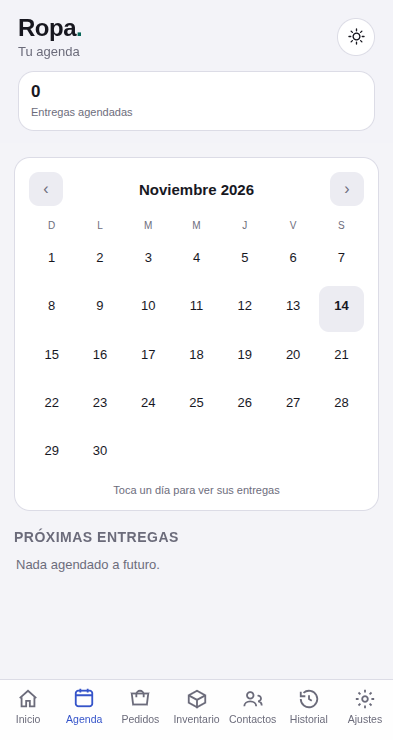 Ropa.
Tu agenda
0
Entregas agendadas
‹ Noviembre 2026 ›
D L M M J V S
1 2 3 4 5 6 7
8 9 10 11 12 13 14
15 16 17 18 19 20 21
22 23 24 25 26 27 28
29 30
Toca un día para ver sus entregas
PRÓXIMAS ENTREGAS
Nada agendado a futuro.
Inicio Agenda Pedidos Inventario Contactos Historial Ajustes